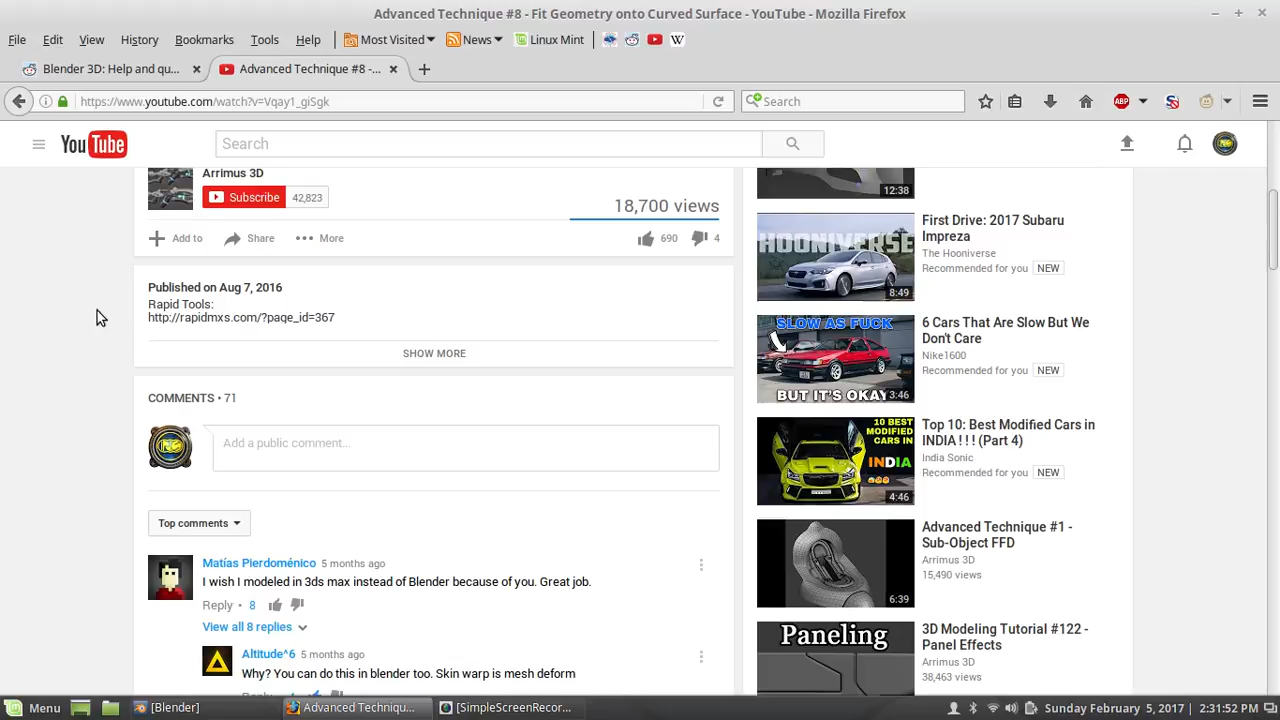 Advanced Technique #8 - Fit Geometry onto Curved Surface - YouTube - Mozilla Firefox
File Edit View History Bookmarks Tools Help Most Visited News Linux Mint W
Blender 3D: Help and qu... Advanced Technique #8 -...
https://www.youtube.com/watch?v=Vqay1_giSgk
Search
ABP
YouTube
Search
Arrimus 3D
Subscribe 42,823
18,700 views
Add to Share More
690 4
Published on Aug 7, 2016
Rapid Tools:
http://rapidmxs.com/?page_id=367
SHOW MORE
COMMENTS • 71
Add a public comment...
Top comments
Matías Pierdoménico 5 months ago
I wish I modeled in 3ds max instead of Blender because of you. Great job.
Reply • 8
View all 8 replies
Altitude^6 5 months ago
Why? You can do this in blender too. Skin warp is mesh deform
12:38
HOONIVERSE
8:49
First Drive: 2017 Subaru
Impreza
The Hooniverse
Recommended for you NEW
SLOW AS FUCK
BUT IT'S OKAY
3:46
6 Cars That Are Slow But We
Don't Care
Nike1600
Recommended for you NEW
10 BEST
MODIFIED
CARS IN
INDIA
4:46
Top 10: Best Modified Cars in
INDIA ! ! ! (Part 4)
India Sonic
Recommended for you NEW
6:39
Advanced Technique #1 -
Sub-Object FFD
Arrimus 3D
15,490 views
Paneling
3D Modeling Tutorial #122 -
Panel Effects
Arrimus 3D
38,463 views
Menu [Blender] Advanced Techniqu... [SimpleScreenRecor... Sunday February 5, 2017 | 2:31:52 PM